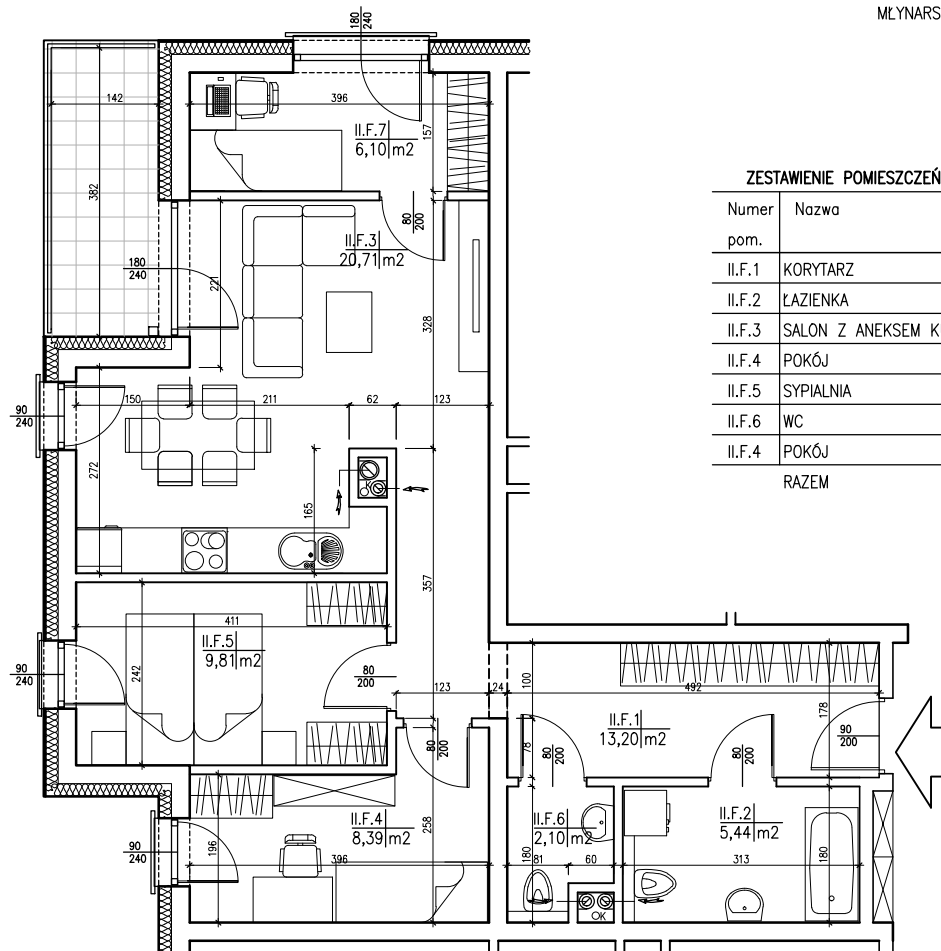 MŁYNARS
180
240
142
396
157
II.F.7
6,10 m2
382
80
200
II.F.3
20,71 m2
180
240
221
328
ZESTAWIENIE POMIESZCZEŃ
Numer pom. Nazwa
II.F.1 KORYTARZ
II.F.2 ŁAZIENKA
II.F.3 SALON Z ANEKSEM K
II.F.4 POKÓJ
II.F.5 SYPIALNIA
II.F.6 WC
II.F.4 POKÓJ
RAZEM
90
240
150
211
62
123
272
K
165
357
411
II.F.5
9,81 m2
242
90
240
80
200
123
24
100
492
178
II.F.1
13,20 m2
90
200
80
200
78
80
200
80
200
II.F.4
8,39 m2
258
196
396
90
240
II.F.6
2,10 m2
180
81
60
OK
II.F.2
5,44 m2
313
180